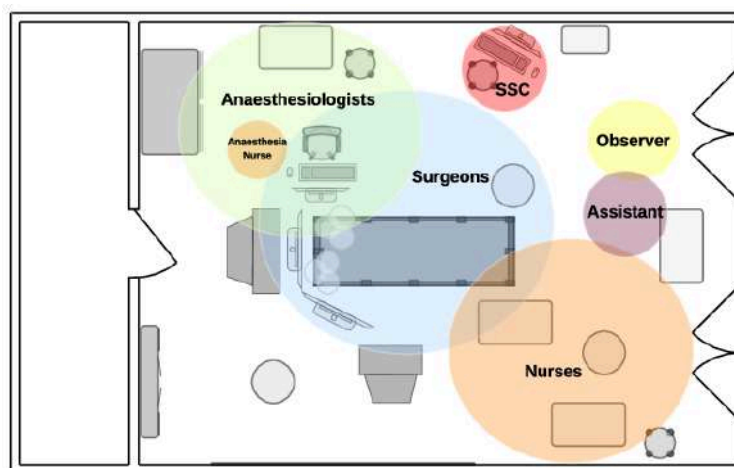 SSC
Anaesthesiologists
Anaesthesia
Nurse
Observer
Surgeons
Assistant
Nurses